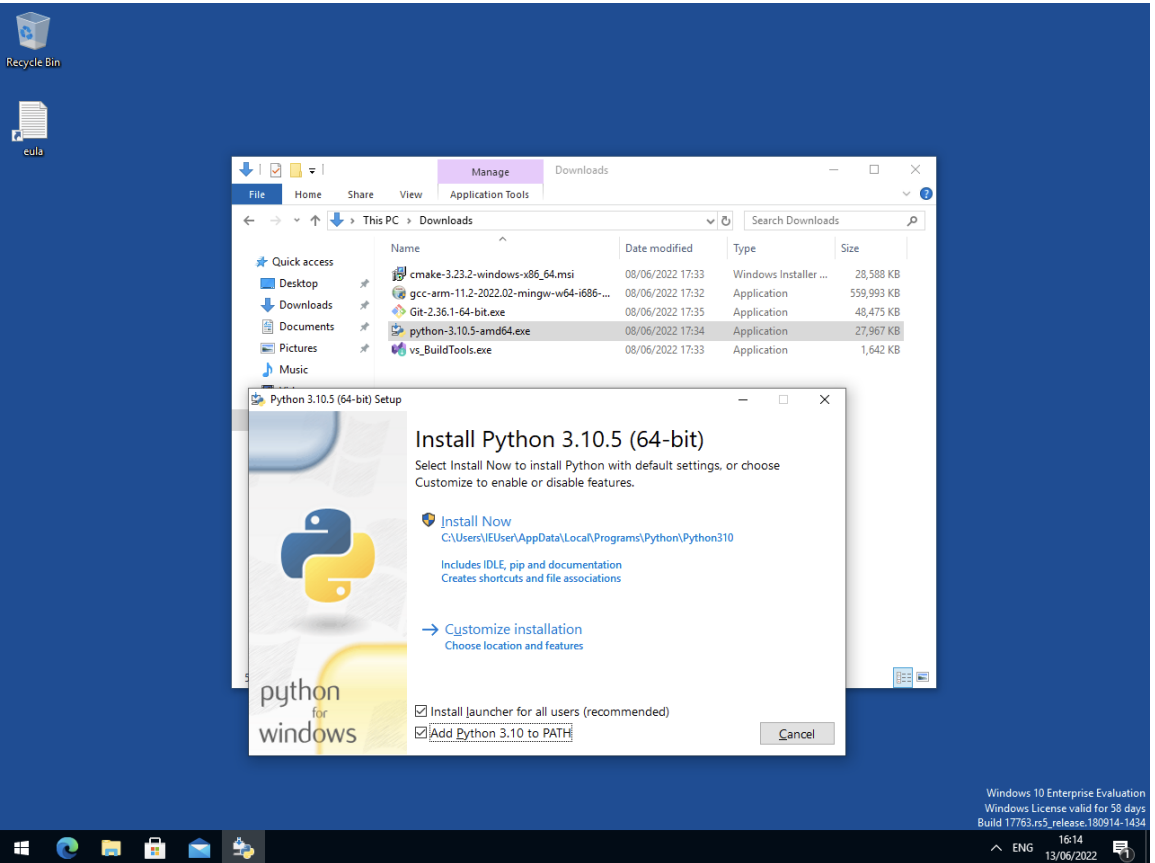 Recycle Bin
eula
Manage
Downloads
File
Home
Share
View
Application Tools
This PC
Downloads
Search Downloads
Name
Date modified
Type
Size
Quick access
Desktop
Downloads
Documents
Pictures
Music
cmake-3.23.2-windows-x86_64.msi 08/06/2022 17:33 Windows Installer ... 28,588 KB
gcc-arm-11.2-2022.02-mingw-w64-i686-... 08/06/2022 17:32 Application 559,993 KB
Git-2.36.1-64-bit.exe 08/06/2022 17:35 Application 48,475 KB
python-3.10.5-amd64.exe 08/06/2022 17:34 Application 27,967 KB
vs_BuildTools.exe 08/06/2022 17:33 Application 1,642 KB
Python 3.10.5 (64-bit) Setup
Install Python 3.10.5 (64-bit)
Select Install Now to install Python with default settings, or choose
Customize to enable or disable features.
Install Now
C:\Users\IEUser\AppData\Local\Programs\Python\Python310
Includes IDLE, pip and documentation
Creates shortcuts and file associations
Customize installation
Choose location and features
python
for
windows
Install launcher for all users (recommended)
Add Python 3.10 to PATH
Cancel
Windows 10 Enterprise Evaluation
Windows License valid for 58 days
Build 17763.rs5_release.180914-1434
ENG
16:14
13/06/2022
1